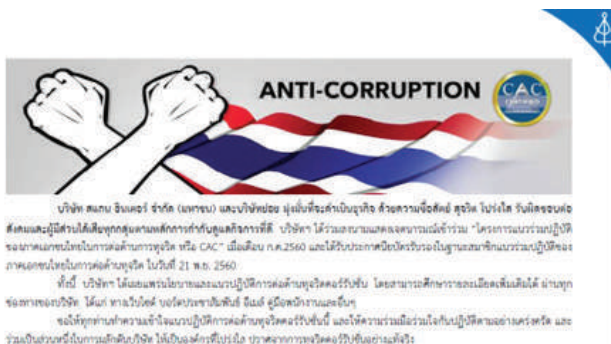 ANTI-CORRUPTION
CAC
CERTIFIED
บริษัท สแกน อินเตอร์ จำกัด (มหาชน) และบริษัทย่อย มุ่งมั่นที่จะดำเนินธุรกิจ ด้วยความซื่อสัตย์ สุจริต โปร่งใส รับผิดชอบต่อ
สังคมและผู้มีส่วนได้เสียทุกกลุ่มตามหลักการกำกับดูแลกิจการที่ดี บริษัทฯ ได้ร่วมลงนามแสดงเจตนารมณ์เข้าร่วม “โครงการแนวร่วมปฏิบัติ
ของภาคเอกชนไทยในการต่อต้านการทุจริต หรือ CAC” เมื่อเดือน ก.ค.2560 และได้รับประกาศนียบัตรรับรองในฐานะสมาชิกแนวร่วมปฏิบัติของ
ภาคเอกชนไทยในการต่อต้านทุจริต ในวันที่ 21 พ.ย. 2560
ทั้งนี้ บริษัทฯ ได้เผยแพร่นโยบายและแนวปฏิบัติการต่อต้านทุจริตคอร์รัปชั่น โดยสามารถศึกษารายละเอียดเพิ่มเติมได้ ผ่านทุก
ช่องทางของบริษัท ได้แก่ ทางเว็บไซต์ บอร์ดประชาสัมพันธ์ อีเมล์ คู่มือพนักงานและอื่นๆ
ขอให้ทุกท่านทำความเข้าใจแนวปฏิบัติการต่อต้านทุจริตคอร์รัปชั่นนี้ และให้ความร่วมมือร่วมใจกันปฏิบัติตามอย่างเคร่งครัด และ
ร่วมเป็นส่วนหนึ่งในการผลักดันบริษัท ให้เป็นองค์กรที่โปร่งใส ปราศจากการทุจริตคอร์รัปชั่นอย่างแท้จริง